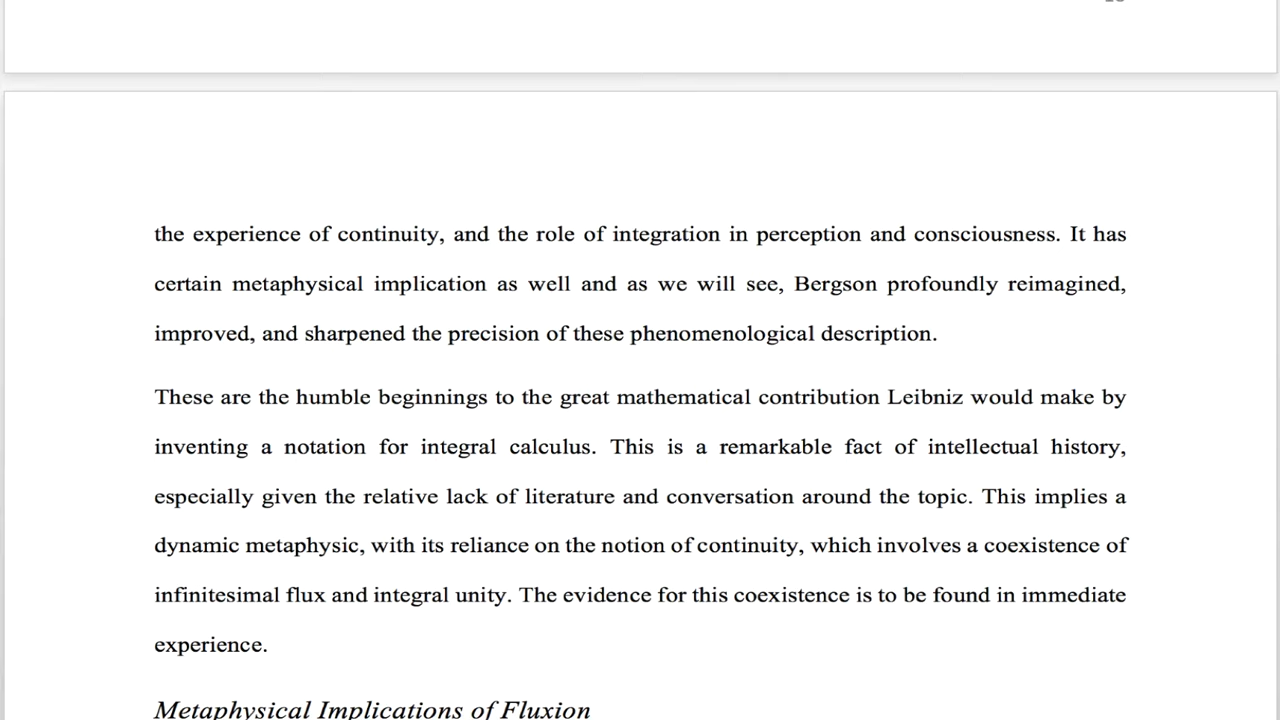 the experience of continuity, and the role of integration in perception and consciousness. It has
certain metaphysical implication as well and as we will see, Bergson profoundly reimagined,
improved, and sharpened the precision of these phenomenological description.
These are the humble beginnings to the great mathematical contribution Leibniz would make by
inventing a notation for integral calculus. This is a remarkable fact of intellectual history,
especially given the relative lack of literature and conversation around the topic. This implies a
dynamic metaphysic, with its reliance on the notion of continuity, which involves a coexistence of
infinitesimal flux and integral unity. The evidence for this coexistence is to be found in immediate
experience.
Metaphysical Implications of Fluxion